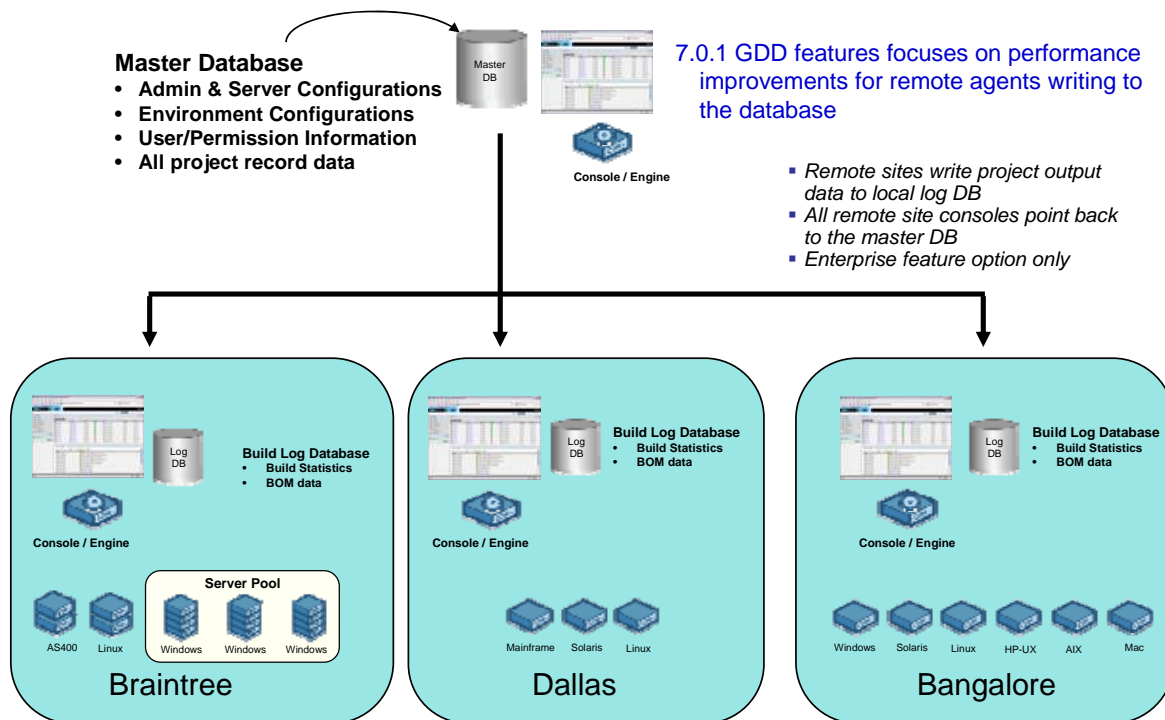 Master Database
• Admin & Server Configurations
• Environment Configurations
• User/Permission Information
• All project record data
Master
DB
Console / Engine
7.0.1 GDD features focuses on performance
improvements for remote agents writing to
the database
▪ Remote sites write project output
data to local log DB
▪ All remote site consoles point back
to the master DB
▪ Enterprise feature option only
Log
DB
Build Log Database
• Build Statistics
• BOM data
Console / Engine
Server Pool
AS400
Linux
Windows
Windows
Windows
Braintree
Log
DB
Build Log Database
• Build Statistics
• BOM data
Console / Engine
Mainframe
Solaris
Linux
Dallas
Log
DB
Build Log Database
• Build Statistics
• BOM data
Console / Engine
Windows
Solaris
Linux
HP-UX
AIX
Mac
Bangalore